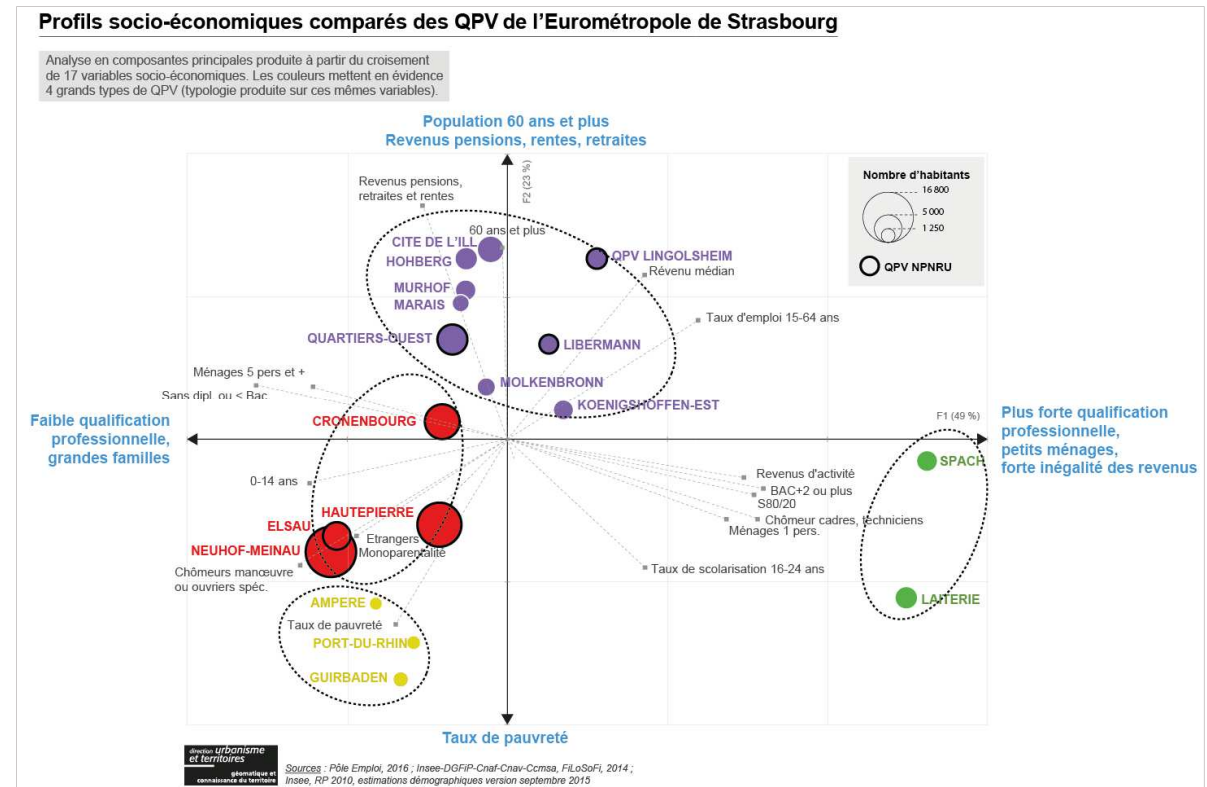 Profils socio-économiques comparés des QPV de l'Eurométropole de Strasbourg
Analyse en composantes principales produite à partir du croisement
de 17 variables socio-économiques. Les couleurs mettent en évidence
4 grands types de QPV (typologie produite sur ces mêmes variables).
Population 60 ans et plus
Revenus pensions, rentes, retraites
F2 (23 %)
Nombre d'habitants
16 800
5 000
1 250
QPV NPNRU
Revenus pensions,
retraites et rentes
60 ans et plus
CITE DE L'ILL
HOHBERG
QPV LINGOLSHEIM
Révenu médian
MURHOF
MARAIS
Taux d'emploi 15-64 ans
QUARTIERS-OUEST
LIBERMANN
Ménages 5 pers et +
MOLKENBRONN
Sans dipl. ou < Bac
KOENIGSHOFFEN-EST
CRONENBOURG
F1 (49 %)
Faible qualification
professionnelle,
grandes familles
Plus forte qualification
professionnelle,
petits ménages,
forte inégalité des revenus
SPACH
Revenus d'activité
0-14 ans
BAC+2 ou plus
S80/20
HAUTEPIERRE
Chômeur cadres, techniciens
ELSAU
Ménages 1 pers.
Etrangers
NEUHOF-MEINAU
Monoparentalité
Chômeurs manœuvre
ou ouvriers spéc.
Taux de scolarisation 16-24 ans
AMPERE
LAITERIE
Taux de pauvreté
PORT-DU-RHIN
GUIRBADEN
Taux de pauvreté
direction urbanisme
et territoires
géomatique et
connaissance du territoire
Sources : Pôle Emploi, 2016 ; Insee-DGFiP-Cnaf-Cnav-Ccmsa, FiLoSoFi, 2014 ;
Insee, RP 2010, estimations démographiques version septembre 2015